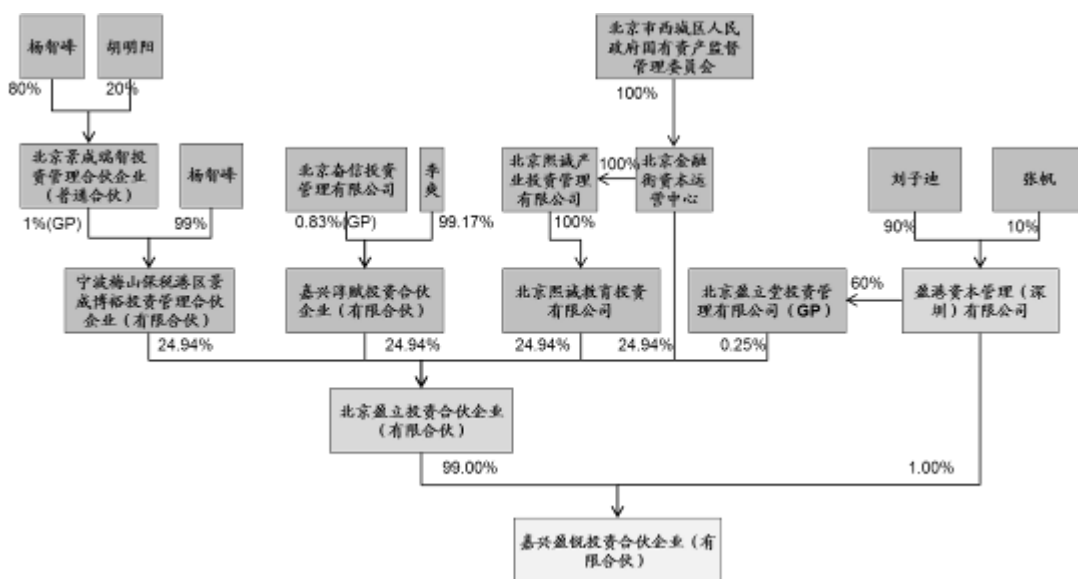 杨智峰
胡明阳
北京市西城区人民
政府国有资产监督
管理委员会
80%
20%
100%
北京景成瑞智投
资管理合伙企业
（普通合伙）
杨智峰
北京奋信投资
管理有限公司
李
爽
北京熙诚产
业投资管理
有限公司
100%
北京金融
街资本运
营中心
刘子迪
张帆
1%(GP)
99%
0.83%(GP)
99.17%
100%
90%
10%
宁波梅山保税港区景
成博裕投资管理合伙
企业（有限合伙）
嘉兴淳赋投资合伙
企业（有限合伙）
北京熙诚教育投资
有限公司
北京盈立堂投资管
理有限公司（GP）
60%
盈港资本管理（深
圳）有限公司
24.94%
24.94%
24.94%
24.94%
0.25%
北京盈立投资合伙企业
（有限合伙）
99.00%
1.00%
嘉兴盈锐投资合伙企业（有
限合伙）